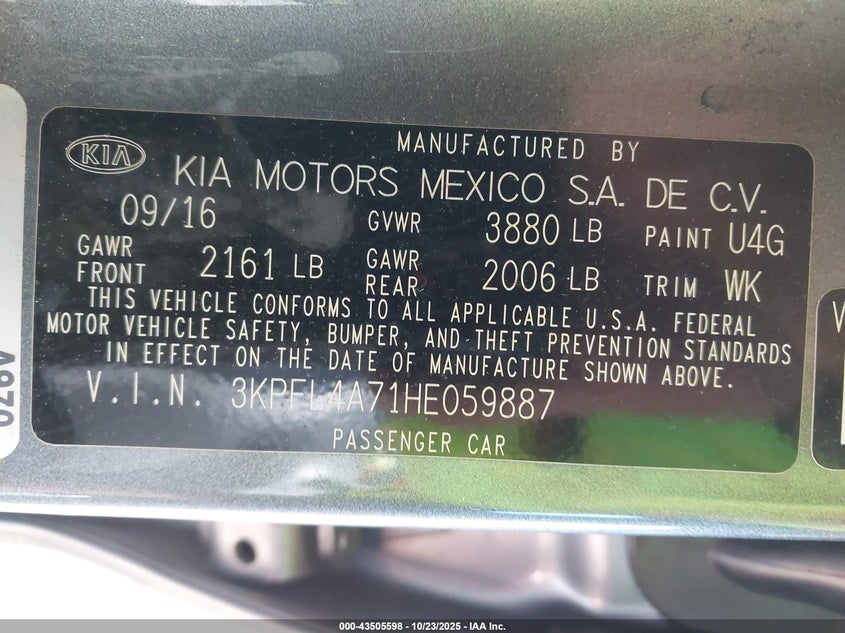 MANUFACTURED BY
KIA KIA MOTORS MEXICO S.A. DE C.V.
09/16 GVWR 3880 LB PAINT U4G
GAWR FRONT 2161 LB GAWR REAR 2006 LB TRIM WK
THIS VEHICLE CONFORMS TO ALL APPLICABLE U.S.A. FEDERAL
MOTOR VEHICLE SAFETY, BUMPER, AND THEFT PREVENTION STANDARDS
IN EFFECT ON THE DATE OF MANUFACTURE SHOWN ABOVE.
V.I.N. 3KPFL4A71HE059887
PASSENGER CAR
000-43505598 - 10/23/2025 - IAA Inc.